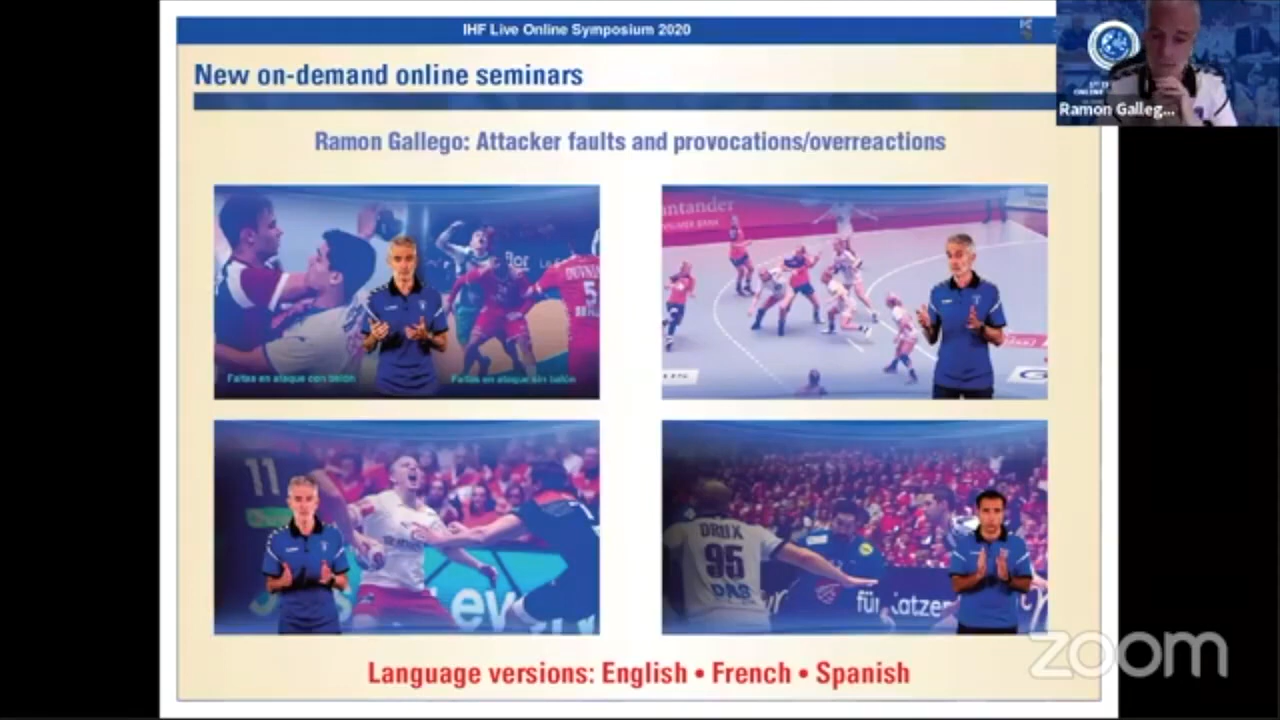 IHF Live Online Symposium 2020
New on-demand online seminars
Ramon Galleg...
Ramon Gallego: Attacker faults and provocations/overreactions
Faltas en ataque con balón
Faltas en ataque sin balón
5
11
DRUX
95
für
Language versions: English • French • Spanish
zoom